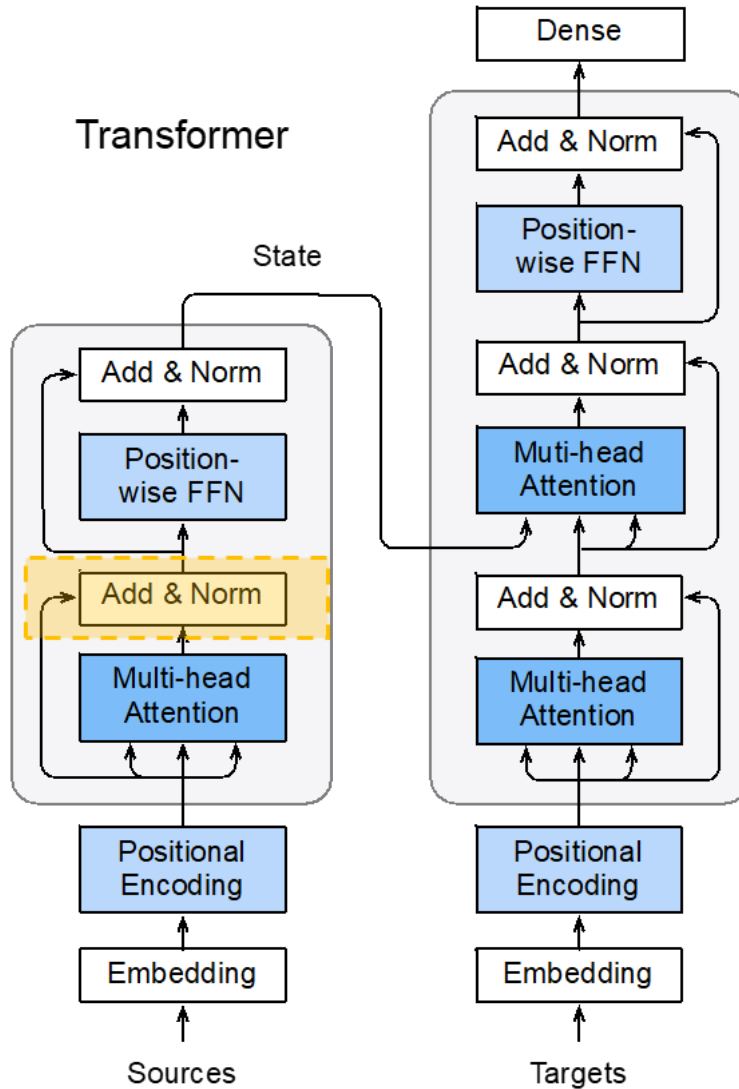 Transformer
State
Add & Norm
Position-
wise FFN
Add & Norm
Multi-head
Attention
Positional
Encoding
Embedding
Sources
Dense
Add & Norm
Position-
wise FFN
Add & Norm
Muti-head
Attention
Add & Norm
Multi-head
Attention
Positional
Encoding
Embedding
Targets